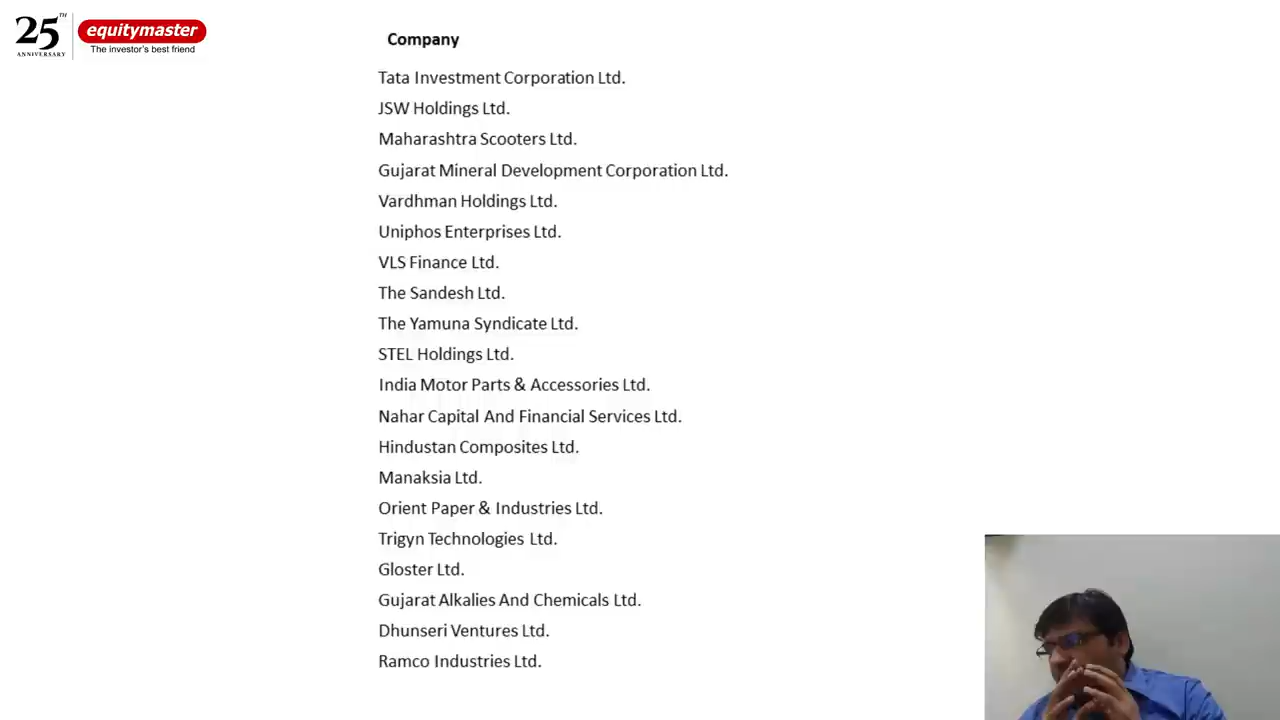 25TH
ANNIVERSARY
equitymaster
The investor's best friend
Company
Tata Investment Corporation Ltd.
JSW Holdings Ltd.
Maharashtra Scooters Ltd.
Gujarat Mineral Development Corporation Ltd.
Vardhman Holdings Ltd.
Uniphos Enterprises Ltd.
VLS Finance Ltd.
The Sandesh Ltd.
The Yamuna Syndicate Ltd.
STEL Holdings Ltd.
India Motor Parts & Accessories Ltd.
Nahar Capital And Financial Services Ltd.
Hindustan Composites Ltd.
Manaksia Ltd.
Orient Paper & Industries Ltd.
Trigyn Technologies Ltd.
Gloster Ltd.
Gujarat Alkalies And Chemicals Ltd.
Dhunseri Ventures Ltd.
Ramco Industries Ltd.